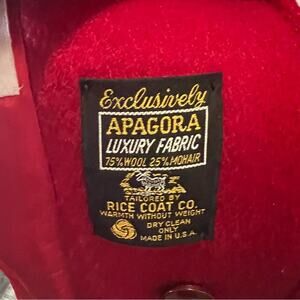 Exclusively
APAGORA
LUXURY FABRIC
75% WOOL 25% MOHAIR
TAILORED BY
RICE COAT CO.
WARMTH WITHOUT WEIGHT
DRY CLEAN
ONLY
MADE IN U.S.A.